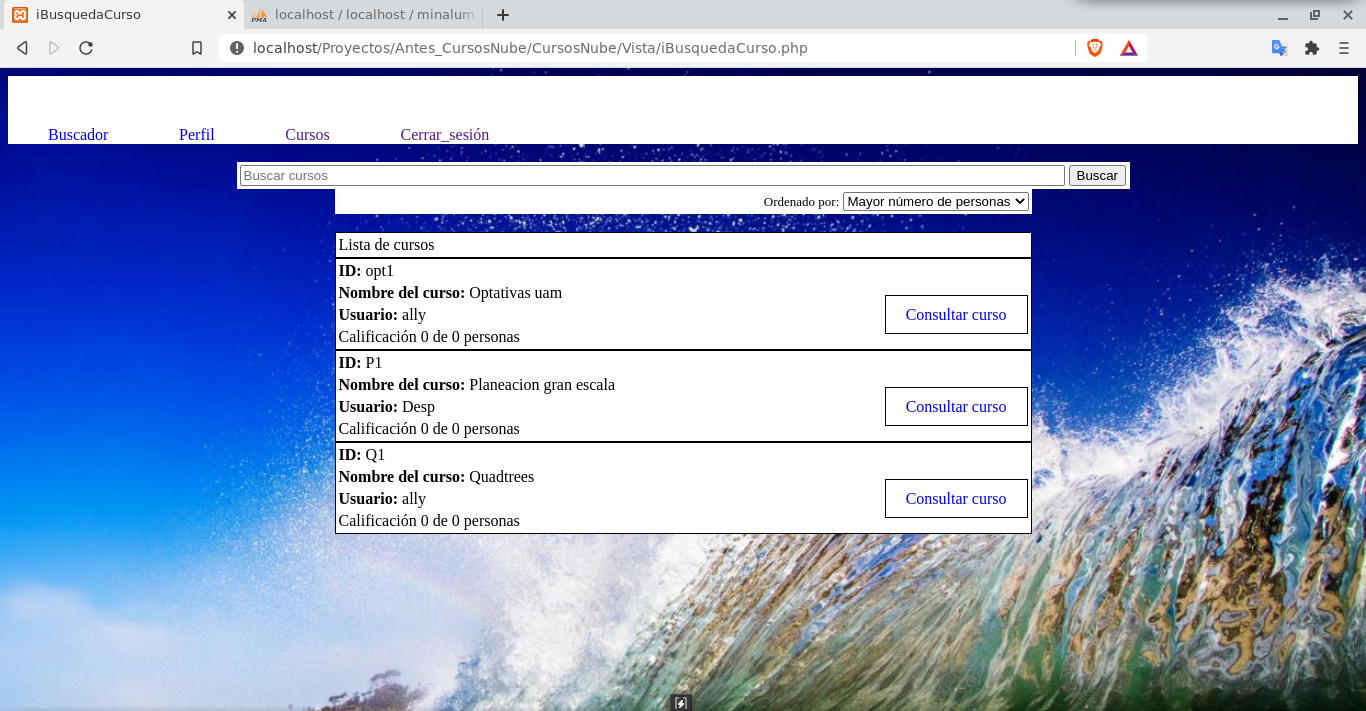 iBusquedaCurso
localhost / localhost / minalum
localhost/Proyectos/Antes_CursosNube/CursosNube/Vista/iBusquedaCurso.php
Buscador Perfil Cursos Cerrar_sesión
Buscar cursos Buscar
Ordenado por: Mayor número de personas
Lista de cursos
ID: opt1
Nombre del curso: Optativas uam
Usuario: ally Consultar curso
Calificación 0 de 0 personas
ID: P1
Nombre del curso: Planeacion gran escala
Usuario: Desp Consultar curso
Calificación 0 de 0 personas
ID: Q1
Nombre del curso: Quadtrees
Usuario: ally Consultar curso
Calificación 0 de 0 personas